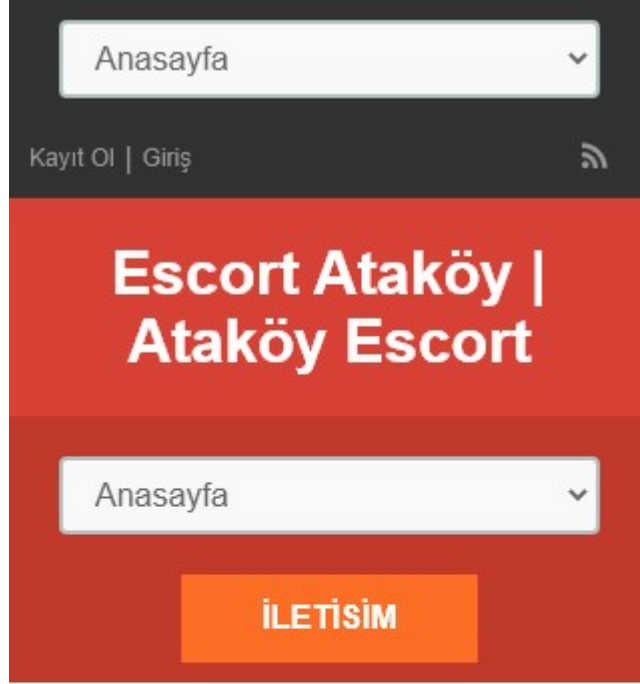 Anasayfa
Kayıt Ol | Giriş
Escort Ataköy |
Ataköy Escort
Anasayfa
İLETİSİM